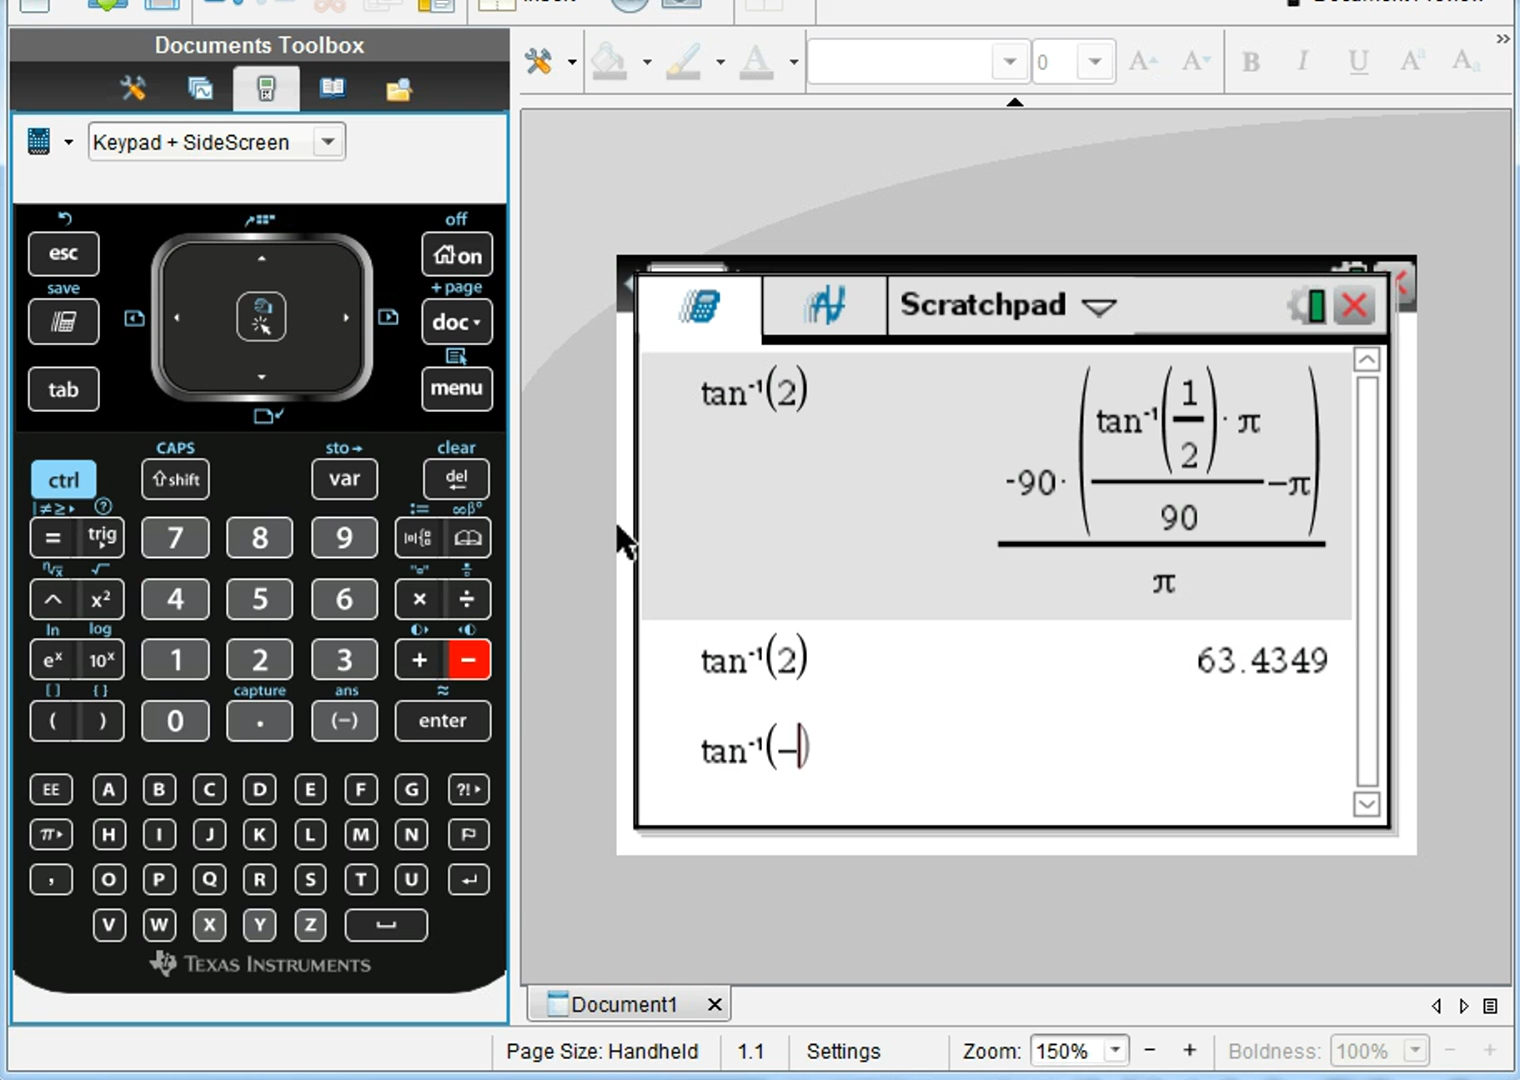 Documents Toolbox
Keypad + SideScreen
0
B I U A A
off
esc
on
save
+ page
doc
tab
menu
CAPS sto→ clear
ctrl shift var del
|≠≥▸ ? := ∞β°
= trig 7 8 9
ⁿ√x √ "□"
^ x² 4 5 6 × ÷
ln log
eˣ 10ˣ 1 2 3 + −
[ ] { } capture ans ≈
( ) 0 . (−) enter
EE A B C D E F G ?!▸
π▸ H I J K L M N
, O P Q R S T U
V W X Y Z
TEXAS INSTRUMENTS
Scratchpad
tan⁻¹(2) -90·(tan⁻¹(1/2)·π/90−π)/π
tan⁻¹(2) 63.4349
tan⁻¹(−)
Document1
Page Size: Handheld 1.1 Settings Zoom: 150% − + Boldness: 100% − +